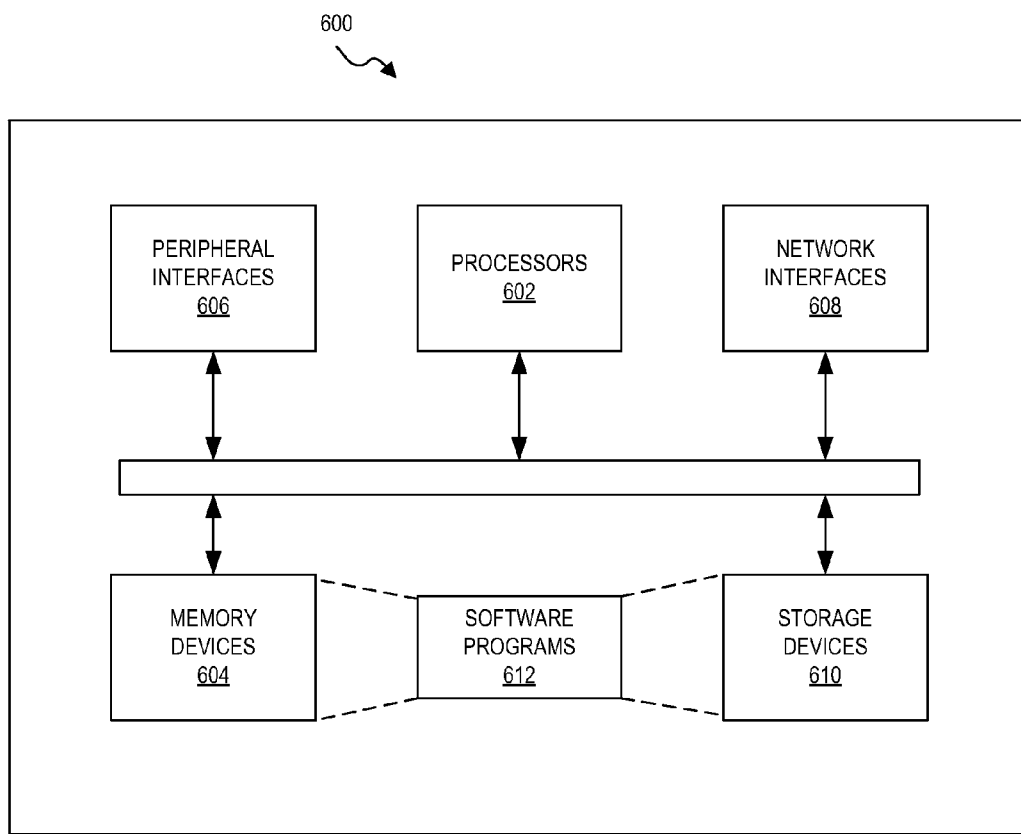 600
PERIPHERAL
INTERFACES
606
PROCESSORS
602
NETWORK
INTERFACES
608
MEMORY
DEVICES
604
SOFTWARE
PROGRAMS
612
STORAGE
DEVICES
610